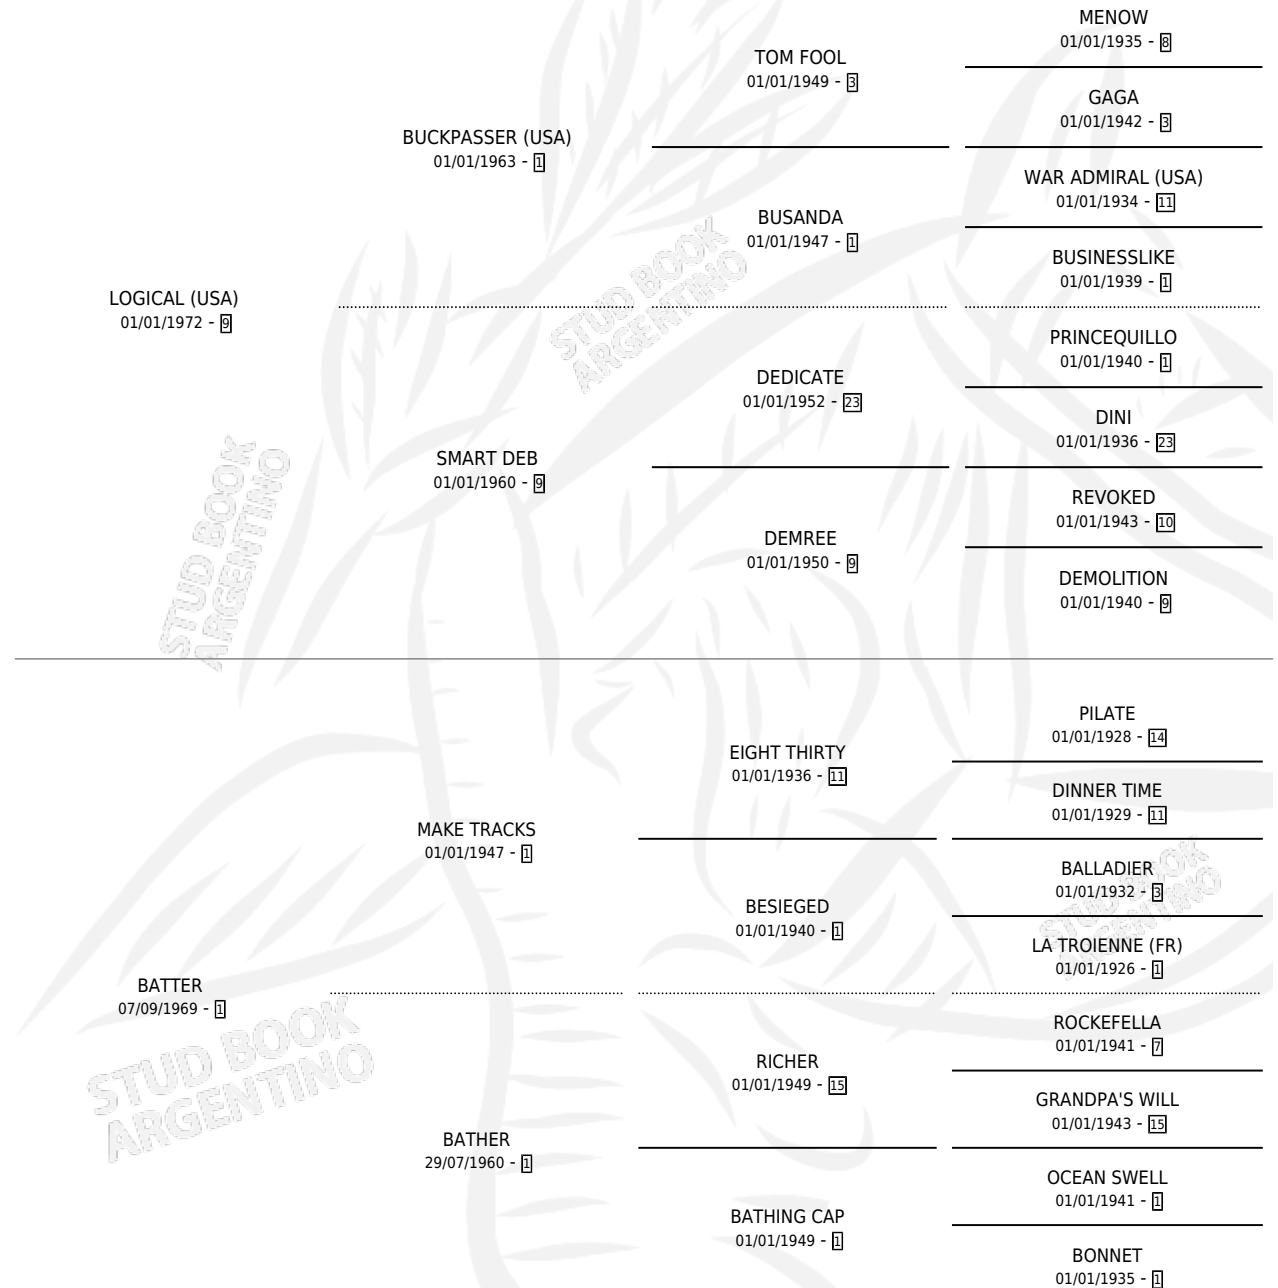 MENOW
01/01/1935 - 8
TOM FOOL
01/01/1949 - 3
GAGA
01/01/1942 - 3
BUCKPASSER (USA)
01/01/1963 - 1
WAR ADMIRAL (USA)
01/01/1934 - 11
BUSANDA
01/01/1947 - 1
BUSINESSLIKE
01/01/1939 - 1
LOGICAL (USA)
01/01/1972 - 9
STUD BOOK
ARGENTINO
PRINCEQUILLO
01/01/1940 - 1
DEDICATE
01/01/1952 - 23
DINI
01/01/1936 - 23
SMART DEB
01/01/1960 - 9
REVOKED
01/01/1943 - 10
DEMREE
01/01/1950 - 9
DEMOLITION
01/01/1940 - 9
STUD BOOK
ARGENTINO
PILATE
01/01/1928 - 14
EIGHT THIRTY
01/01/1936 - 11
DINNER TIME
01/01/1929 - 11
MAKE TRACKS
01/01/1947 - 1
BALLADIER
01/01/1932 - 3
BESIEGED
01/01/1940 - 1
STUD BOOK
ARGENTINO
LA TROIENNE (FR)
01/01/1926 - 1
BATTER
07/09/1969 - 1
STUD BOOK
ARGENTINO
ROCKEFELLA
01/01/1941 - 7
RICHER
01/01/1949 - 15
GRANDPA'S WILL
01/01/1943 - 15
BATHER
29/07/1960 - 1
OCEAN SWELL
01/01/1941 - 1
BATHING CAP
01/01/1949 - 1
BONNET
01/01/1935 - 1